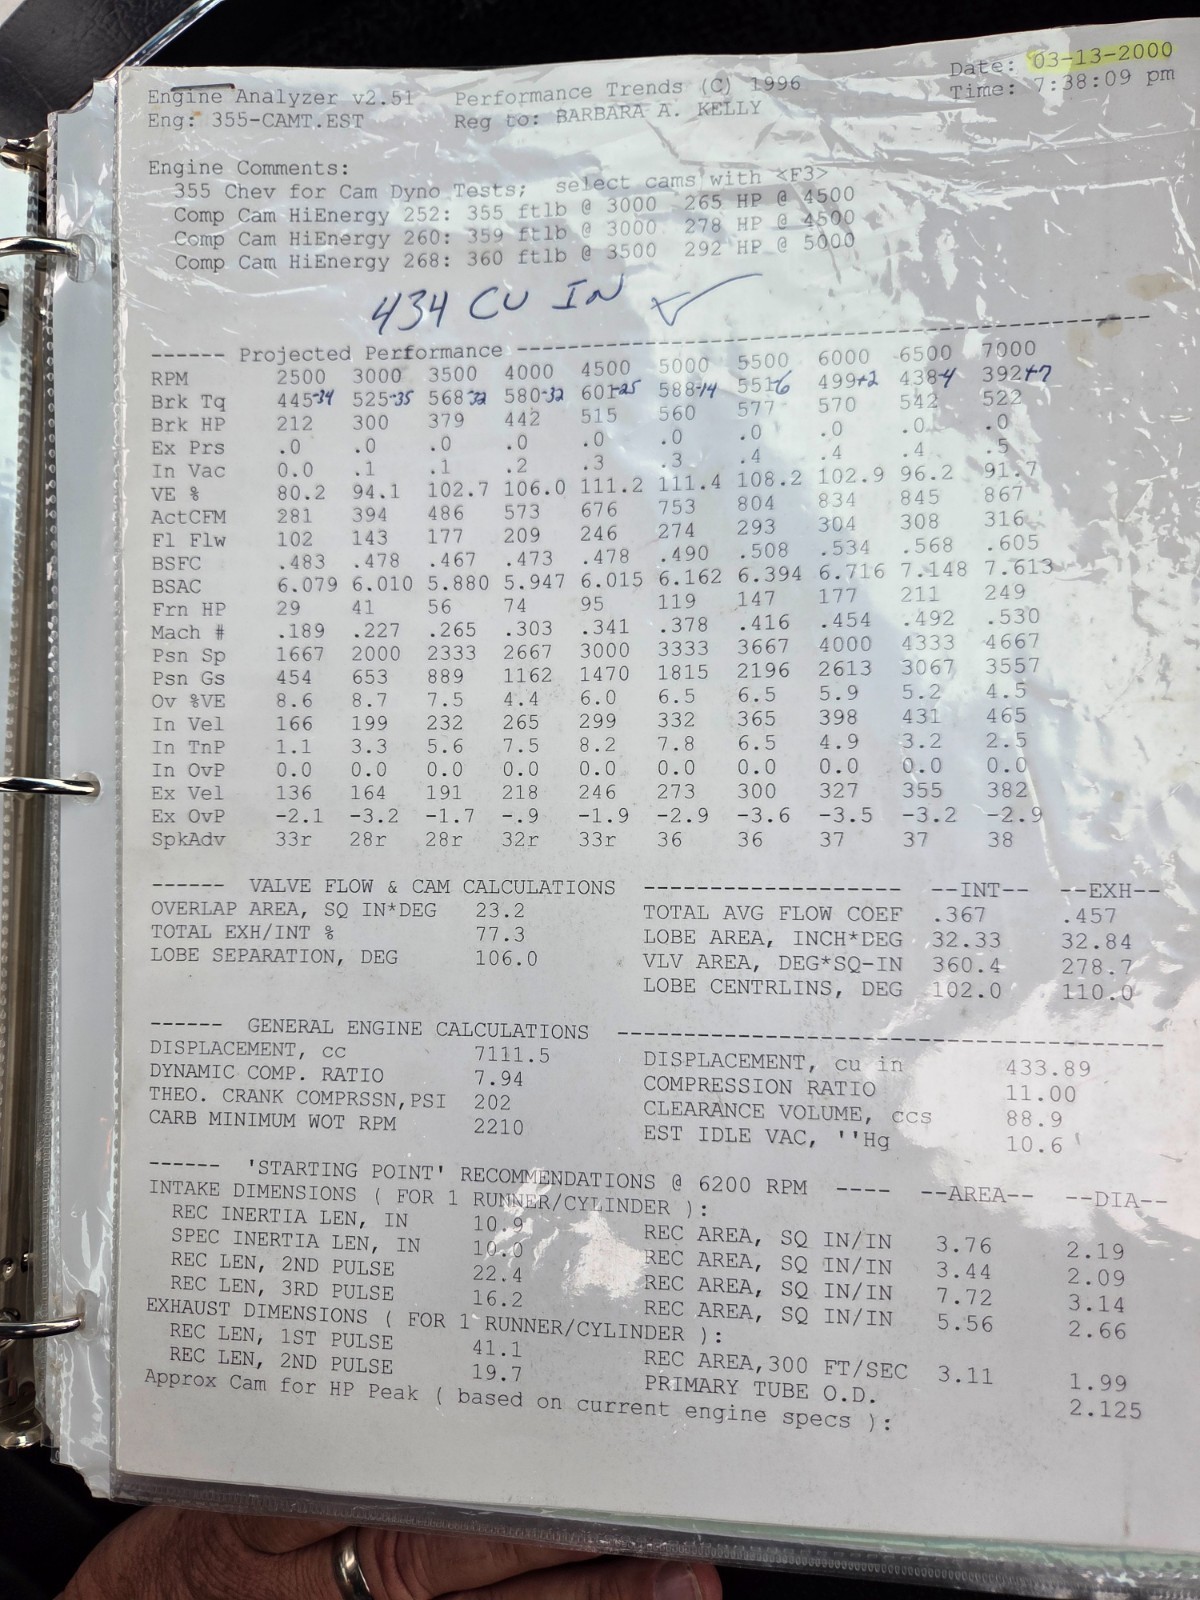 Date: 03-13-2000
Engine Analyzer v2.51 Performance Trends (C) 1996 Time: 7:38:09 pm
Eng: 355-CAMT.EST Reg to: BARBARA A. KELLY
Engine Comments:
355 Chev for Cam Dyno Tests; select cams with <F3>
Comp Cam HiEnergy 252: 355 ftlb @ 3000 265 HP @ 4500
Comp Cam HiEnergy 260: 359 ftlb @ 3000 278 HP @ 4500
Comp Cam HiEnergy 268: 360 ftlb @ 3500 292 HP @ 5000
434 CU IN ✓
------ Projected Performance ------
RPM 2500 3000 3500 4000 4500 5000 5500 6000 6500 7000
Brk Tq 445-34 525-35 568-32 580-32 601-25 588-14 551-6 499+2 438-4 392+7
Brk HP 212 300 379 442 515 560 577 570 542 522
Ex Prs .0 .0 .0 .0 .0 .0 .0 .0 .0 .0
In Vac 0.0 .1 .1 .2 .3 .3 .4 .4 .4 .5
VE % 80.2 94.1 102.7 106.0 111.2 111.4 108.2 102.9 96.2 91.7
ActCFM 281 394 486 573 676 753 804 834 845 867
Fl Flw 102 143 177 209 246 274 293 304 308 316
BSFC .483 .478 .467 .473 .478 .490 .508 .534 .568 .605
BSAC 6.079 6.010 5.880 5.947 6.015 6.162 6.394 6.716 7.148 7.613
Frn HP 29 41 56 74 95 119 147 177 211 249
Mach # .189 .227 .265 .303 .341 .378 .416 .454 .492 .530
Psn Sp 1667 2000 2333 2667 3000 3333 3667 4000 4333 4667
Psn Gs 454 653 889 1162 1470 1815 2196 2613 3067 3557
Ov %VE 8.6 8.7 7.5 4.4 6.0 6.5 6.5 5.9 5.2 4.5
In Vel 166 199 232 265 299 332 365 398 431 465
In TnP 1.1 3.3 5.6 7.5 8.2 7.8 6.5 4.9 3.2 2.5
In OvP 0.0 0.0 0.0 0.0 0.0 0.0 0.0 0.0 0.0 0.0
Ex Vel 136 164 191 218 246 273 300 327 355 382
Ex OvP -2.1 -3.2 -1.7 -.9 -1.9 -2.9 -3.6 -3.5 -3.2 -2.9
SpkAdv 33r 28r 28r 32r 33r 36 36 37 37 38
------ VALVE FLOW & CAM CALCULATIONS ------------------- --INT-- --EXH--
OVERLAP AREA, SQ IN*DEG 23.2 TOTAL AVG FLOW COEF .367 .457
TOTAL EXH/INT % 77.3 LOBE AREA, INCH*DEG 32.33 32.84
LOBE SEPARATION, DEG 106.0 VLV AREA, DEG*SQ-IN 360.4 278.7
LOBE CENTRLINS, DEG 102.0 110.0
------ GENERAL ENGINE CALCULATIONS ------
DISPLACEMENT, cc 7111.5 DISPLACEMENT, cu in 433.89
DYNAMIC COMP. RATIO 7.94 COMPRESSION RATIO 11.00
THEO. CRANK COMPRSSN,PSI 202 CLEARANCE VOLUME, ccs 88.9
CARB MINIMUM WOT RPM 2210 EST IDLE VAC, ''Hg 10.6
------ 'STARTING POINT' RECOMMENDATIONS @ 6200 RPM ---- --AREA-- --DIA--
INTAKE DIMENSIONS ( FOR 1 RUNNER/CYLINDER ):
REC INERTIA LEN, IN 10.9 REC AREA, SQ IN/IN 3.76 2.19
SPEC INERTIA LEN, IN 10.0 REC AREA, SQ IN/IN 3.44 2.09
REC LEN, 2ND PULSE 22.4 REC AREA, SQ IN/IN 7.72 3.14
REC LEN, 3RD PULSE 16.2 REC AREA, SQ IN/IN 5.56 2.66
EXHAUST DIMENSIONS ( FOR 1 RUNNER/CYLINDER ):
REC LEN, 1ST PULSE 41.1 REC AREA,300 FT/SEC 3.11 1.99
REC LEN, 2ND PULSE 19.7 PRIMARY TUBE O.D. 2.125
Approx Cam for HP Peak ( based on current engine specs ):